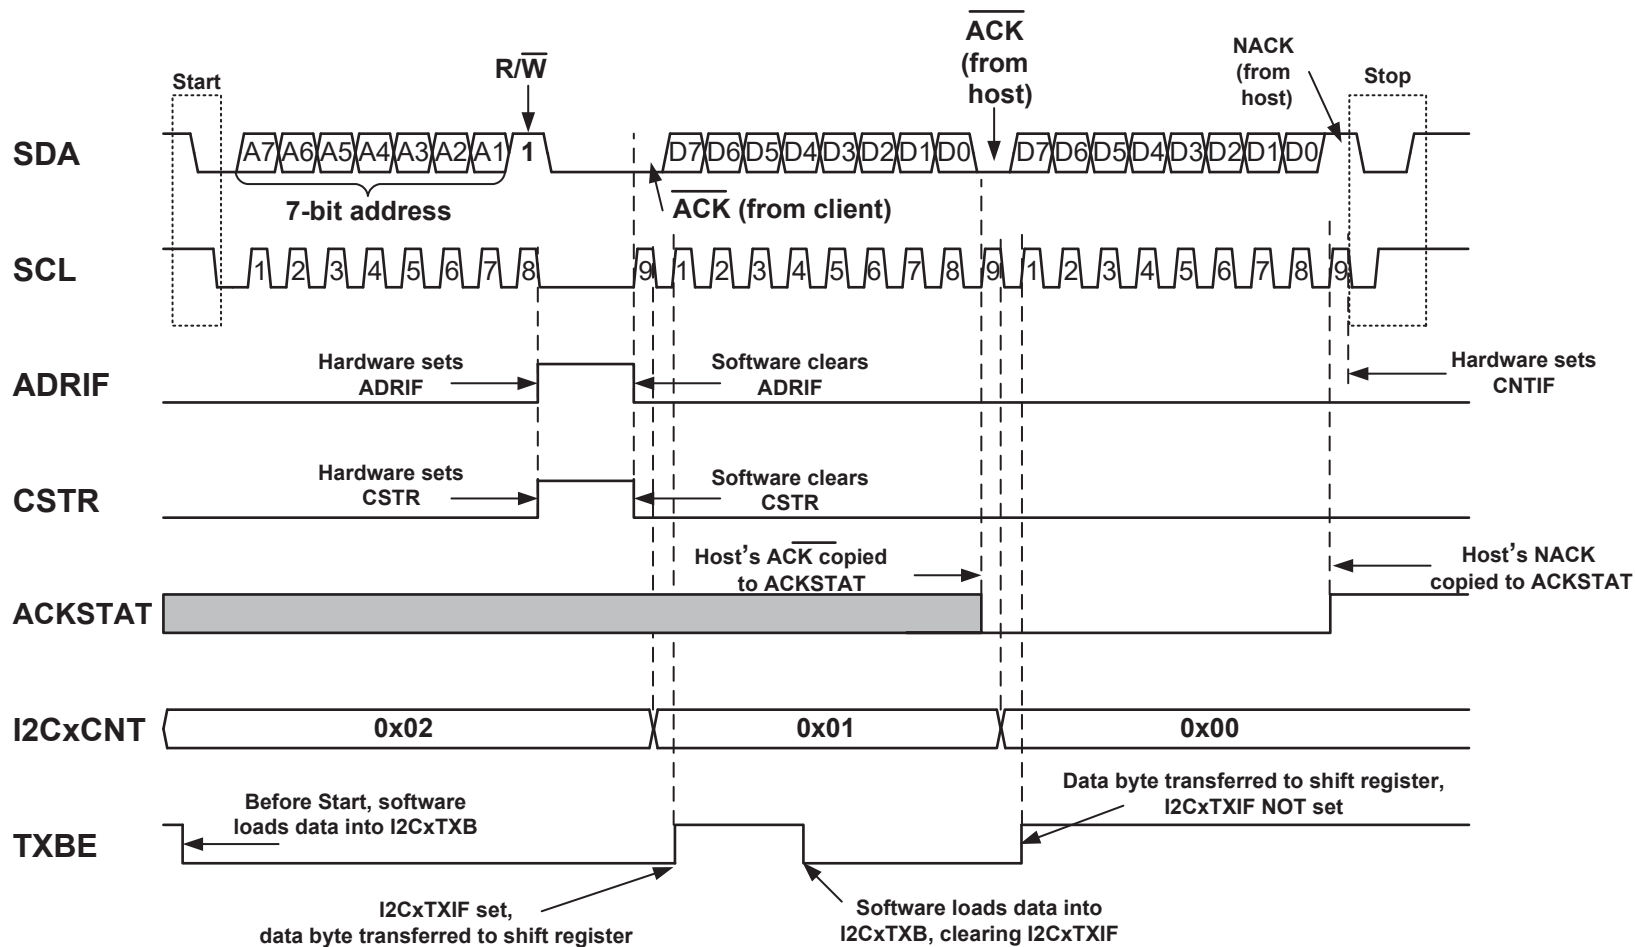 ACK
(from
host)
NACK
(from
host)
R/W
Start
Stop
SDA
A7 A6 A5 A4 A3 A2 A1 1
D7 D6 D5 D4 D3 D2 D1 D0
D7 D6 D5 D4 D3 D2 D1 D0
7-bit address
ACK (from client)
SCL
1 2 3 4 5 6 7 8 9 1 2 3 4 5 6 7 8 9 1 2 3 4 5 6 7 8 9
ADRIF
Hardware sets
ADRIF
Software clears
ADRIF
Hardware sets
CNTIF
CSTR
Hardware sets
CSTR
Software clears
CSTR
Host's ACK copied
to ACKSTAT
Host's NACK
copied to ACKSTAT
ACKSTAT
I2CxCNT
0x02
0x01
0x00
TXBE
Before Start, software
loads data into I2CxTXB
Data byte transferred to shift register,
I2CxTXIF NOT set
I2CxTXIF set,
data byte transferred to shift register
Software loads data into
I2CxTXB, clearing I2CxTXIF